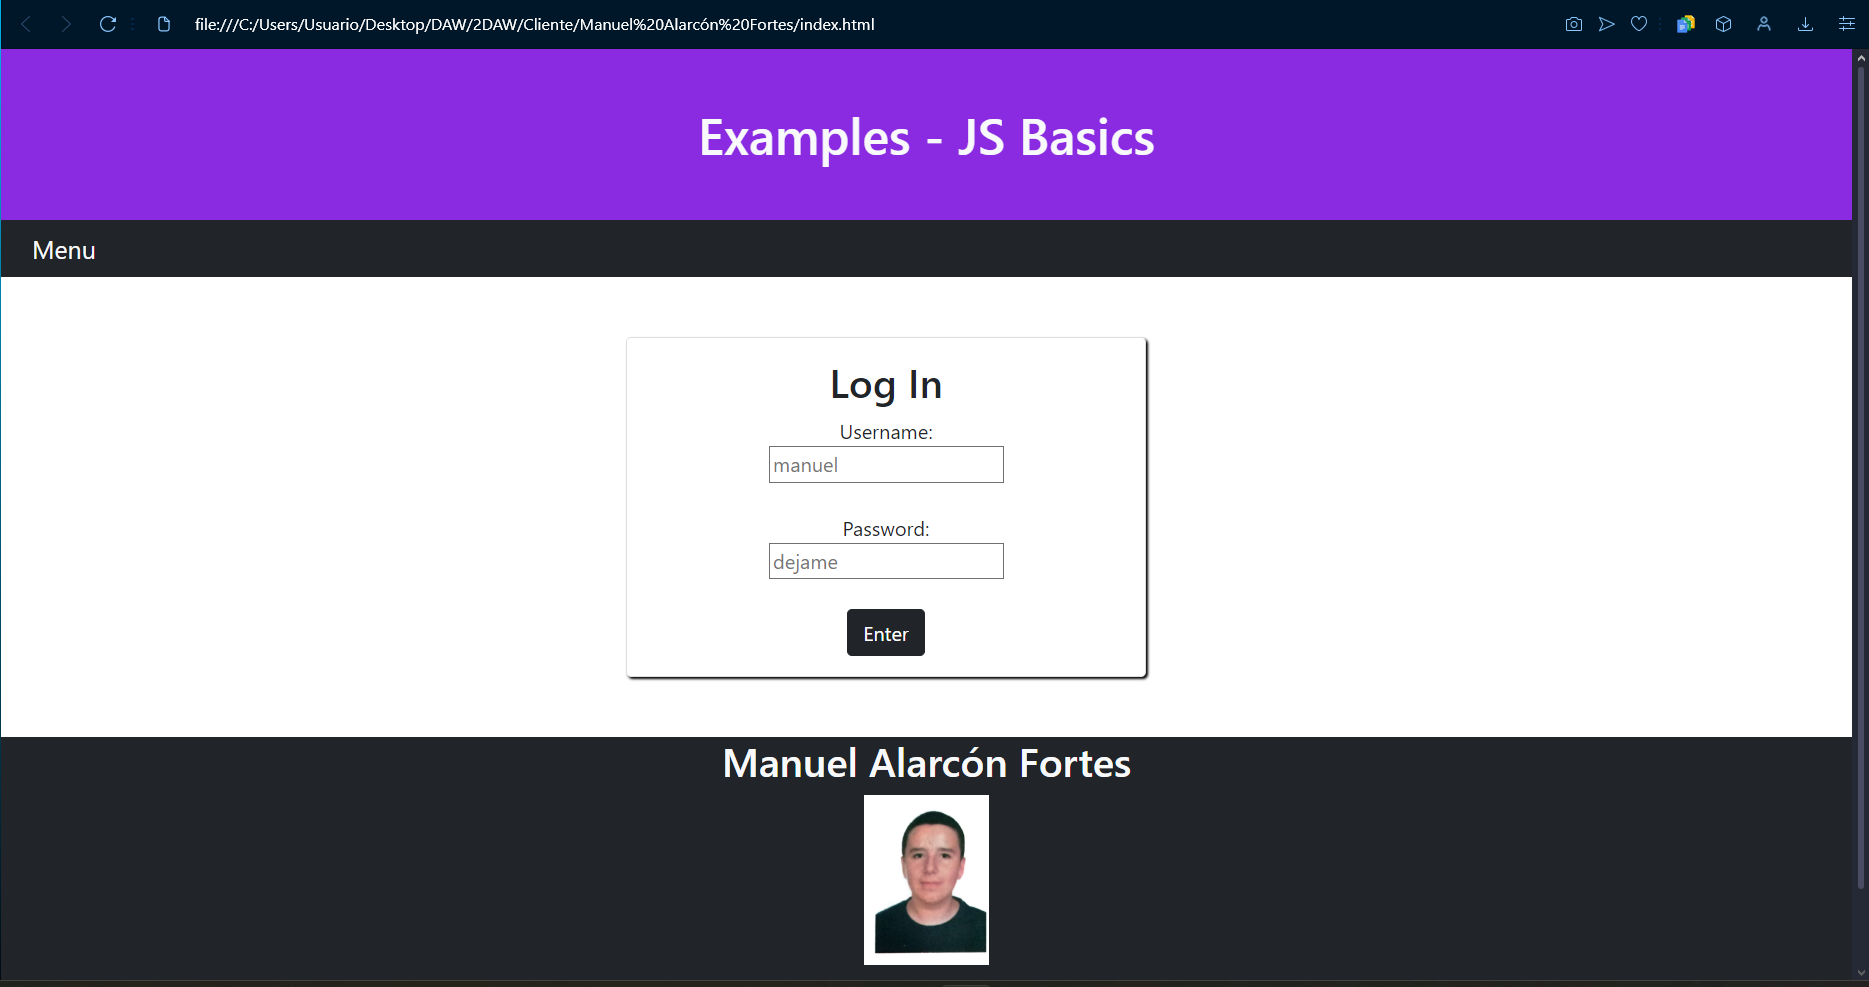 file:///C:/Users/Usuario/Desktop/DAW/2DAW/Cliente/Manuel%20Alarcón%20Fortes/index.html
Examples - JS Basics
Menu
Log In
Username:
manuel
Password:
dejame
Enter
Manuel Alarcón Fortes